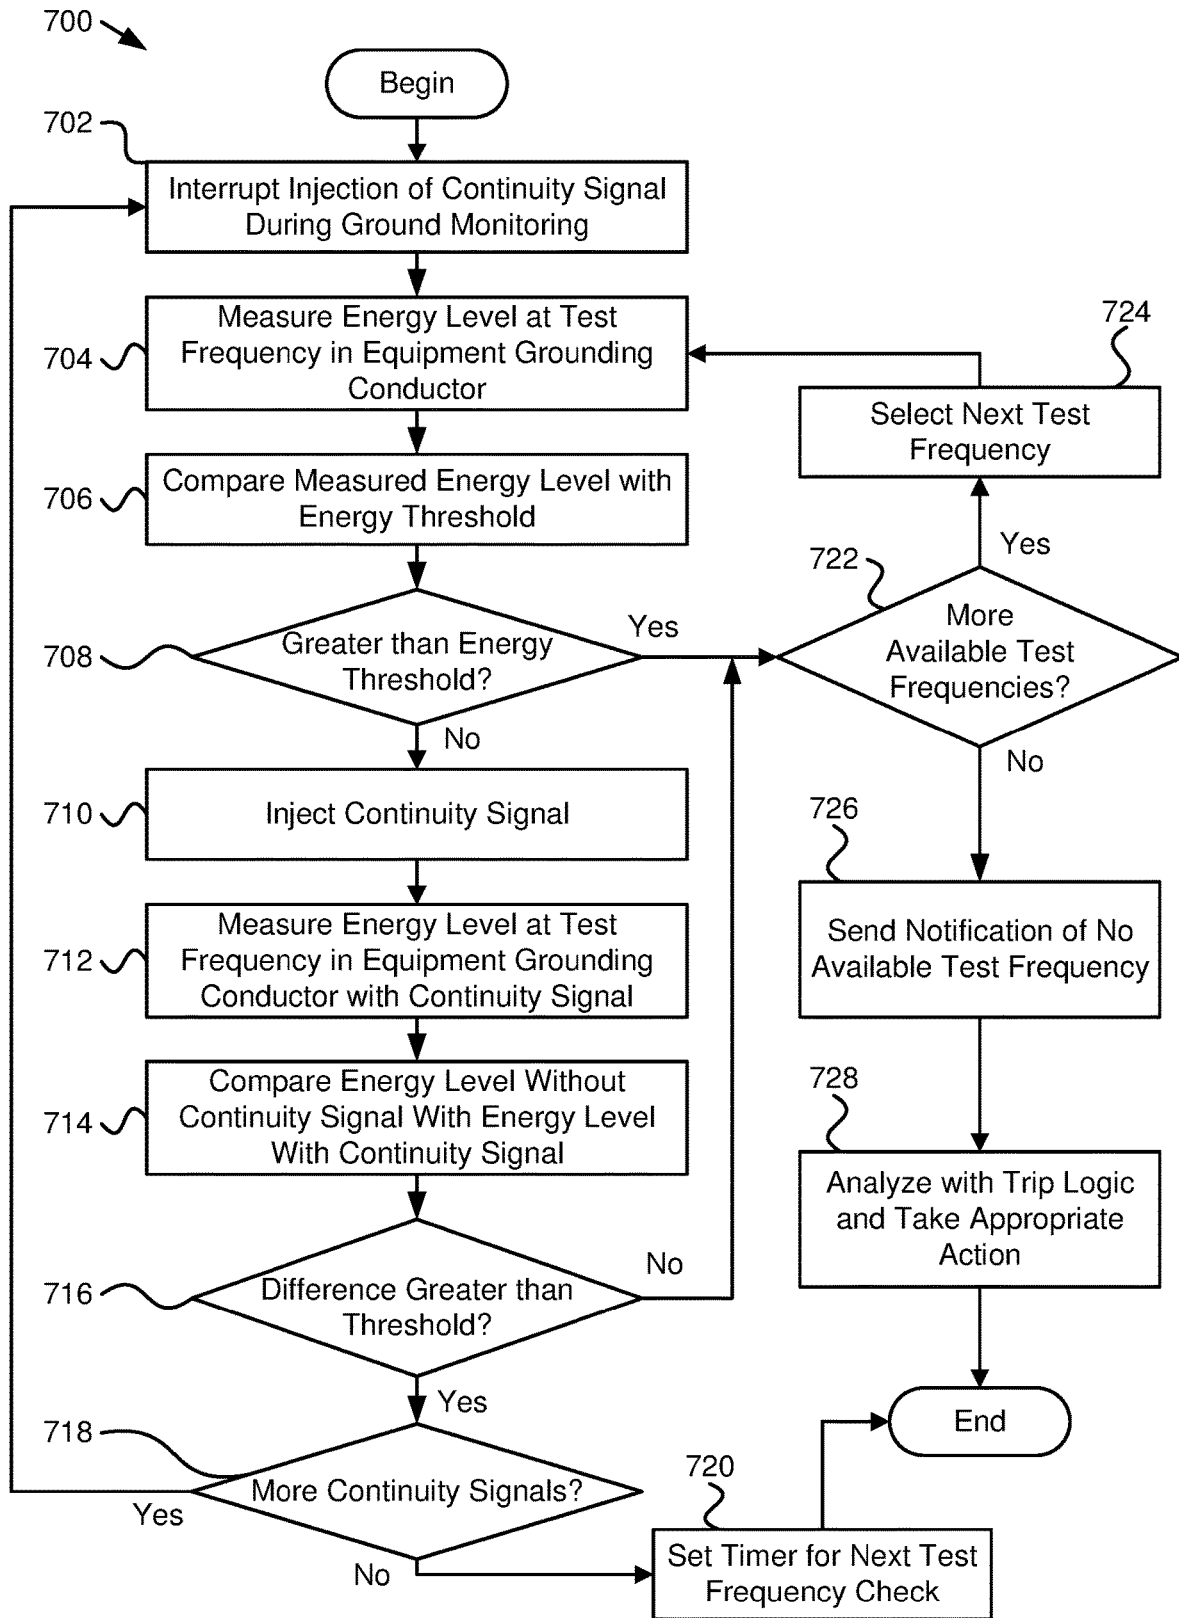 700
Begin
702
Interrupt Injection of Continuity Signal
During Ground Monitoring
704
Measure Energy Level at Test
Frequency in Equipment Grounding
Conductor
706
Compare Measured Energy Level with
Energy Threshold
708
Greater than Energy
Threshold?
Yes
No
710
Inject Continuity Signal
712
Measure Energy Level at Test
Frequency in Equipment Grounding
Conductor with Continuity Signal
714
Compare Energy Level Without
Continuity Signal With Energy Level
With Continuity Signal
716
Difference Greater than
Threshold?
No
Yes
718
More Continuity Signals?
Yes
No
720
Set Timer for Next Test
Frequency Check
724
Select Next Test
Frequency
Yes
722
More
Available Test
Frequencies?
No
726
Send Notification of No
Available Test Frequency
728
Analyze with Trip Logic
and Take Appropriate
Action
End